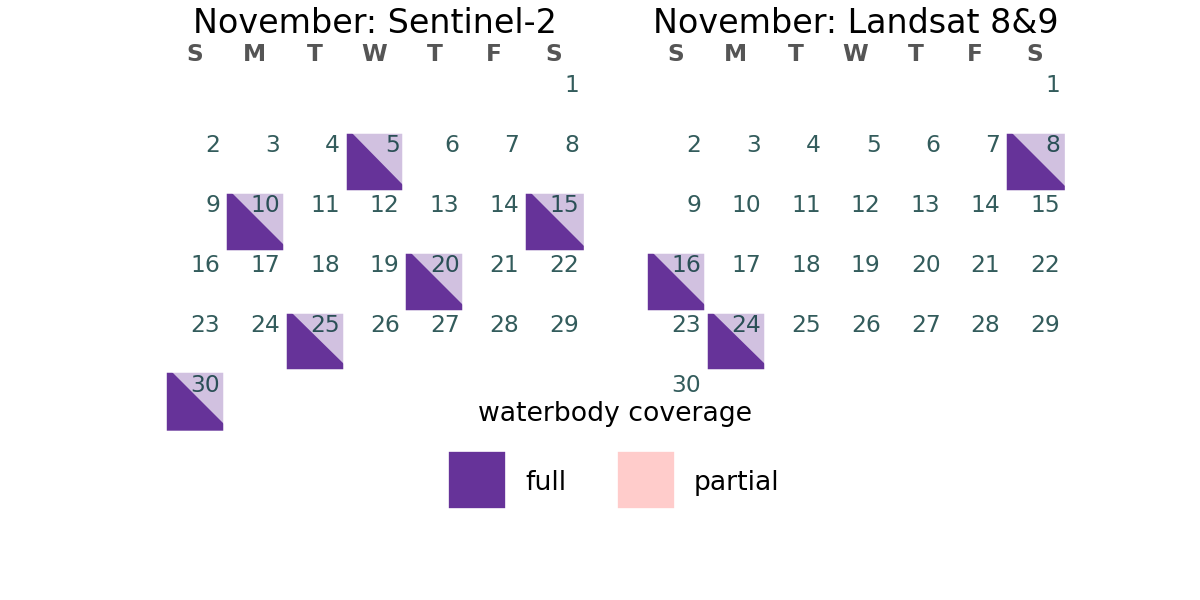 November: Sentinel-2
S M T W T F S
1
2 3 4 5 6 7 8
9 10 11 12 13 14 15
16 17 18 19 20 21 22
23 24 25 26 27 28 29
30
November: Landsat 8&9
S M T W T F S
1
2 3 4 5 6 7 8
9 10 11 12 13 14 15
16 17 18 19 20 21 22
23 24 25 26 27 28 29
30
waterbody coverage
full
partial